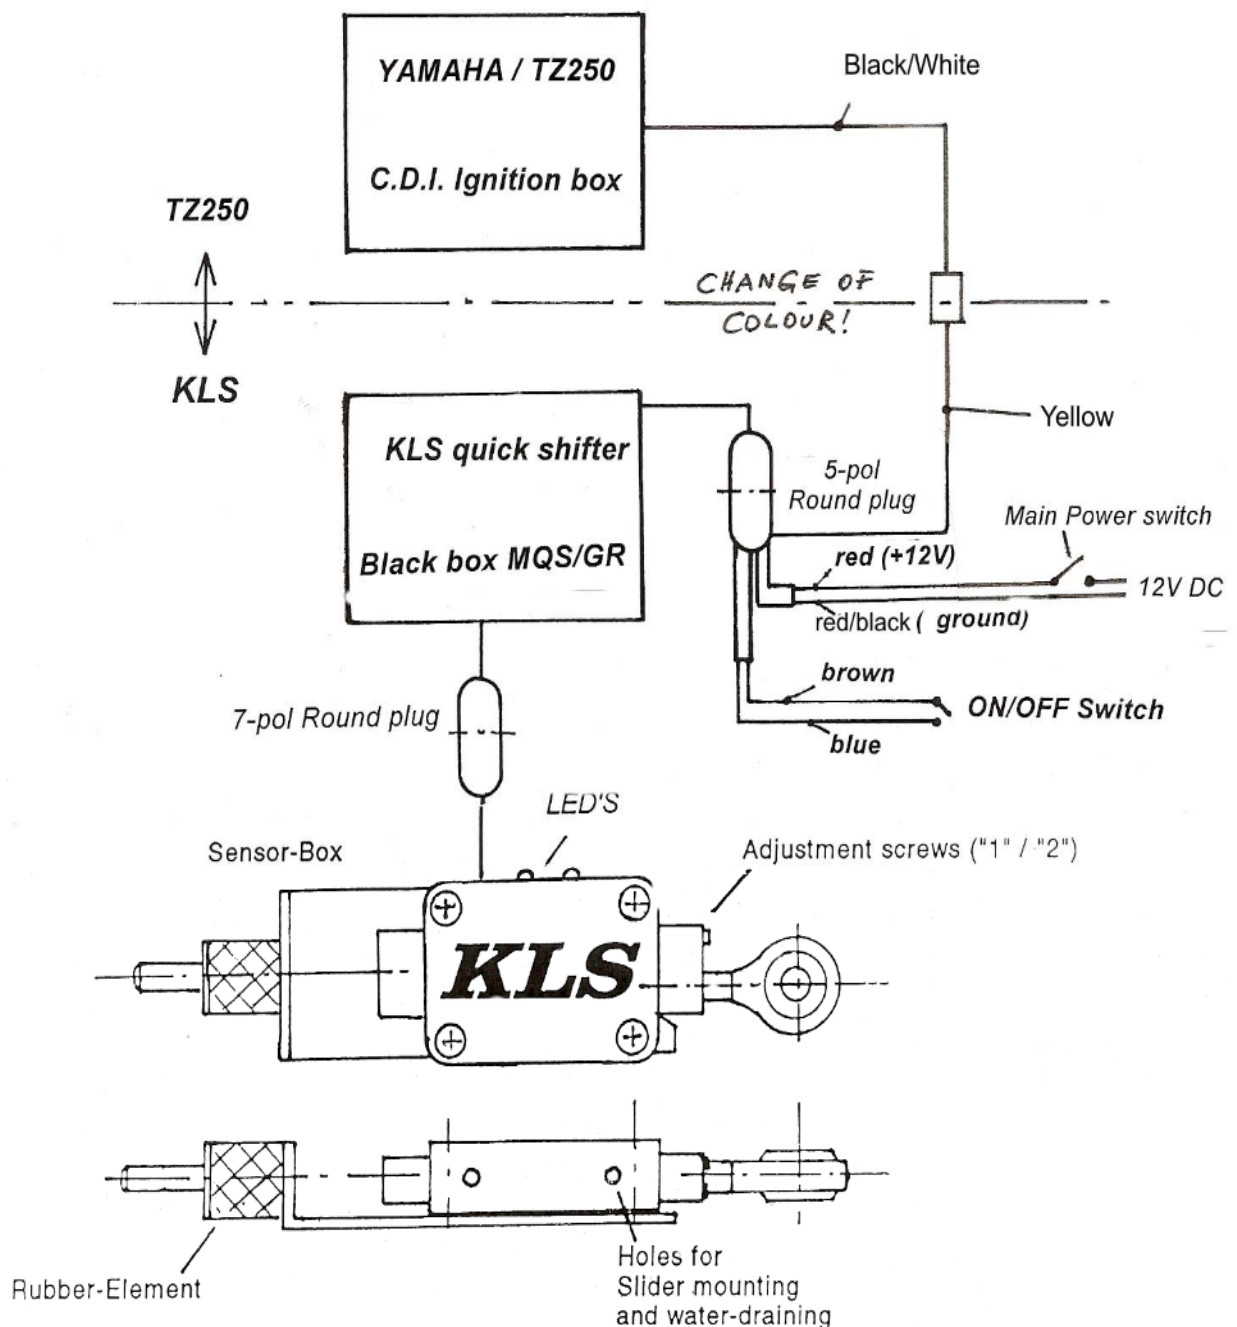 YAMAHA / TZ250
C.D.I. Ignition box
Black/White
TZ250
CHANGE OF
COLOUR!
KLS
KLS quick shifter
Black box MQS/GR
Yellow
5-pol
Round plug
Main Power switch
red (+12V)
12V DC
red/black ( ground)
brown
ON/OFF Switch
blue
7-pol Round plug
LED'S
Sensor-Box
Adjustment screws ("1" / "2")
KLS
Rubber-Element
Holes for
Slider mounting
and water-draining